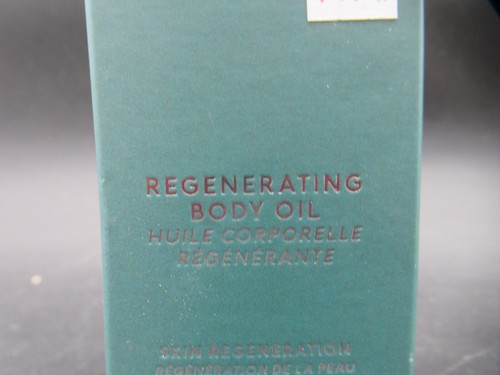 REGENERATING
BODY OIL
HUILE CORPORELLE
RÉGÉNÉRANTE
SKIN REGENERATION
RÉGÉNÉRATION DE LA PEAU